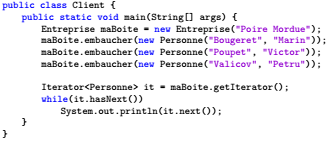 public class Client {
    public static void main(String[] args) {
        Entreprise maBoite = new Entreprise("Poire Mordue");
        maBoite.embaucher(new Personne("Bougeret", "Marin"));
        maBoite.embaucher(new Personne("Poupet", "Victor"));
        maBoite.embaucher(new Personne("Valicov", "Petru"));

        Iterator<Personne> it = maBoite.getIterator();
        while(it.hasNext())
            System.out.println(it.next());
    }
}